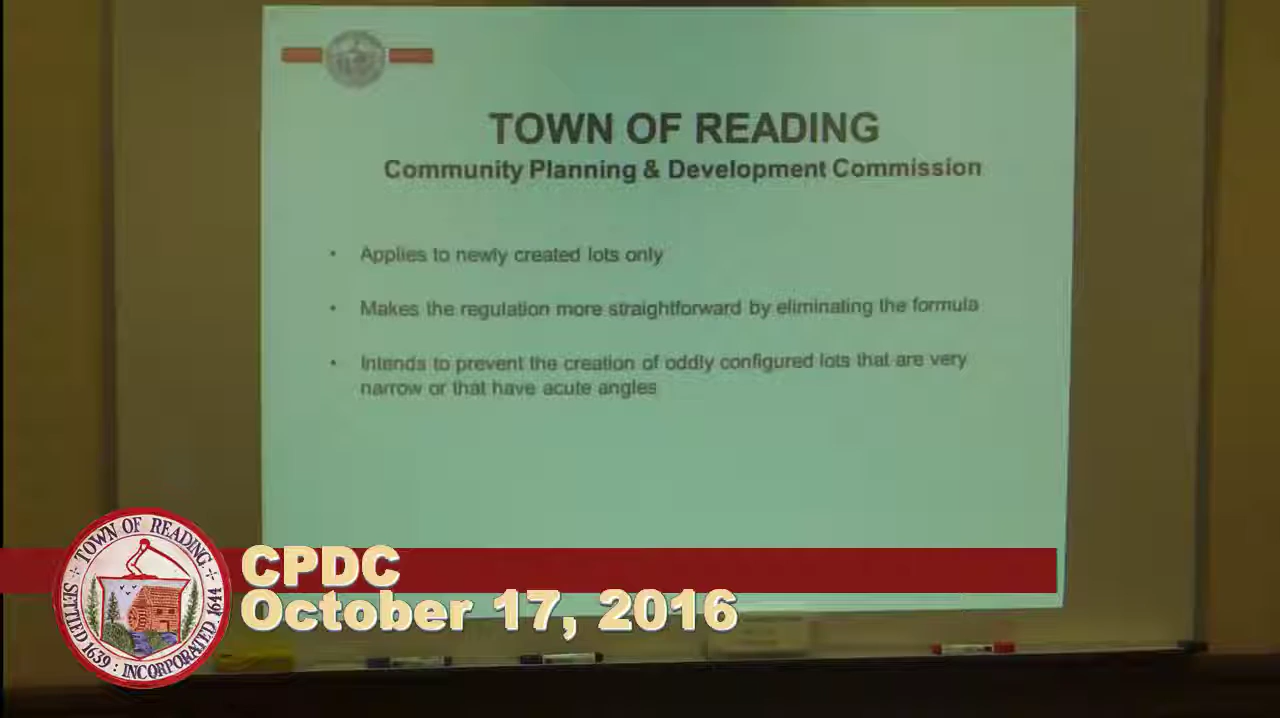 TOWN OF READING
Community Planning & Development Commission
• Applies to newly created lots only
• Makes the regulation more straightforward by eliminating the formula
• Intends to prevent the creation of oddly configured lots that are very
narrow or that have acute angles
TOWN OF READING
SETTLED 1639 : INCORPORATED 1644
CPDC
October 17, 2016